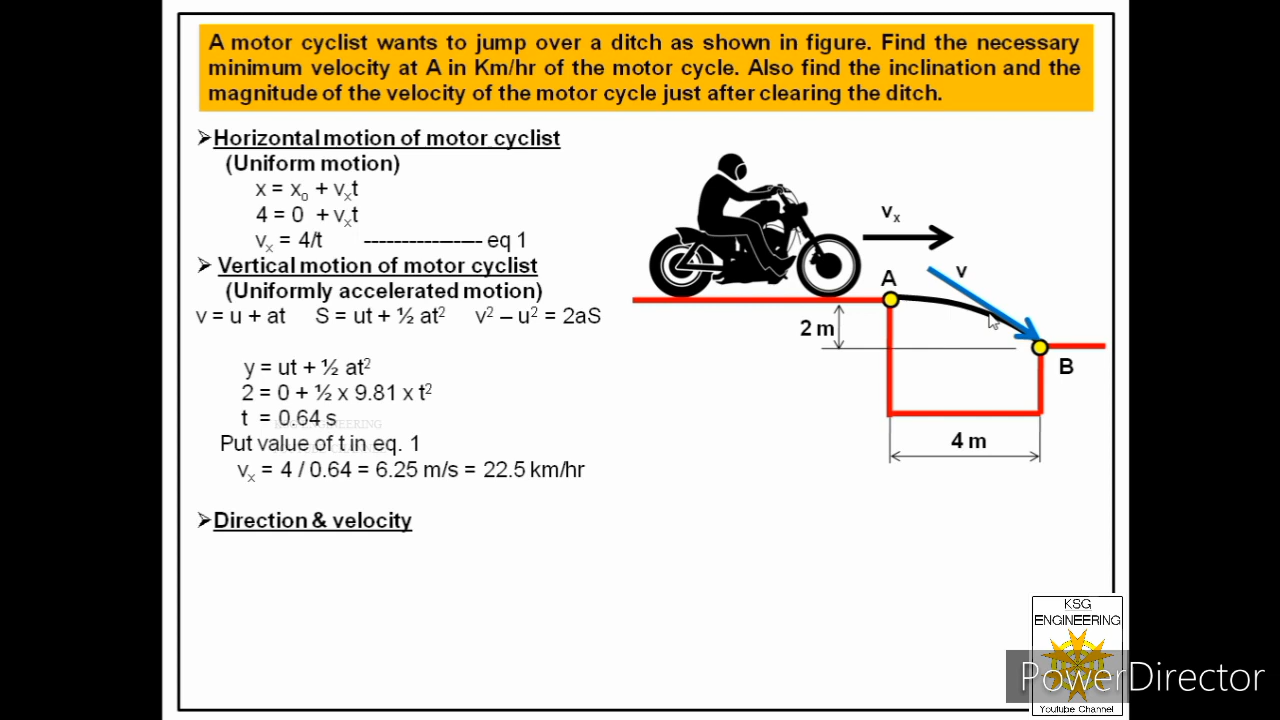 A motor cyclist wants to jump over a ditch as shown in figure. Find the necessary
minimum velocity at A in Km/hr of the motor cycle. Also find the inclination and the
magnitude of the velocity of the motor cycle just after clearing the ditch.
➢Horizontal motion of motor cyclist
(Uniform motion)
x = x₀ + vₓt
4 = 0 + vₓt
vₓ = 4/t ----------------- eq 1
➢ Vertical motion of motor cyclist
(Uniformly accelerated motion)
v = u + at S = ut + ½ at² v² – u² = 2aS
y = ut + ½ at²
2 = 0 + ½ x 9.81 x t²
t = 0.64 s
Put value of t in eq. 1
vₓ = 4 / 0.64 = 6.25 m/s = 22.5 km/hr
➢Direction & velocity
vₓ
v
A
2 m
B
4 m
KSG
ENGINEERING
PowerDirector
Youtube Channel